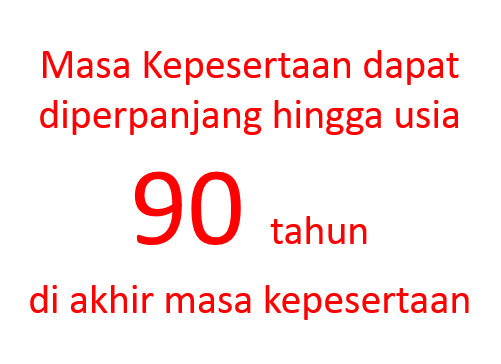 Masa Kepesertaan dapat
diperpanjang hingga usia
90 tahun
di akhir masa kepesertaan